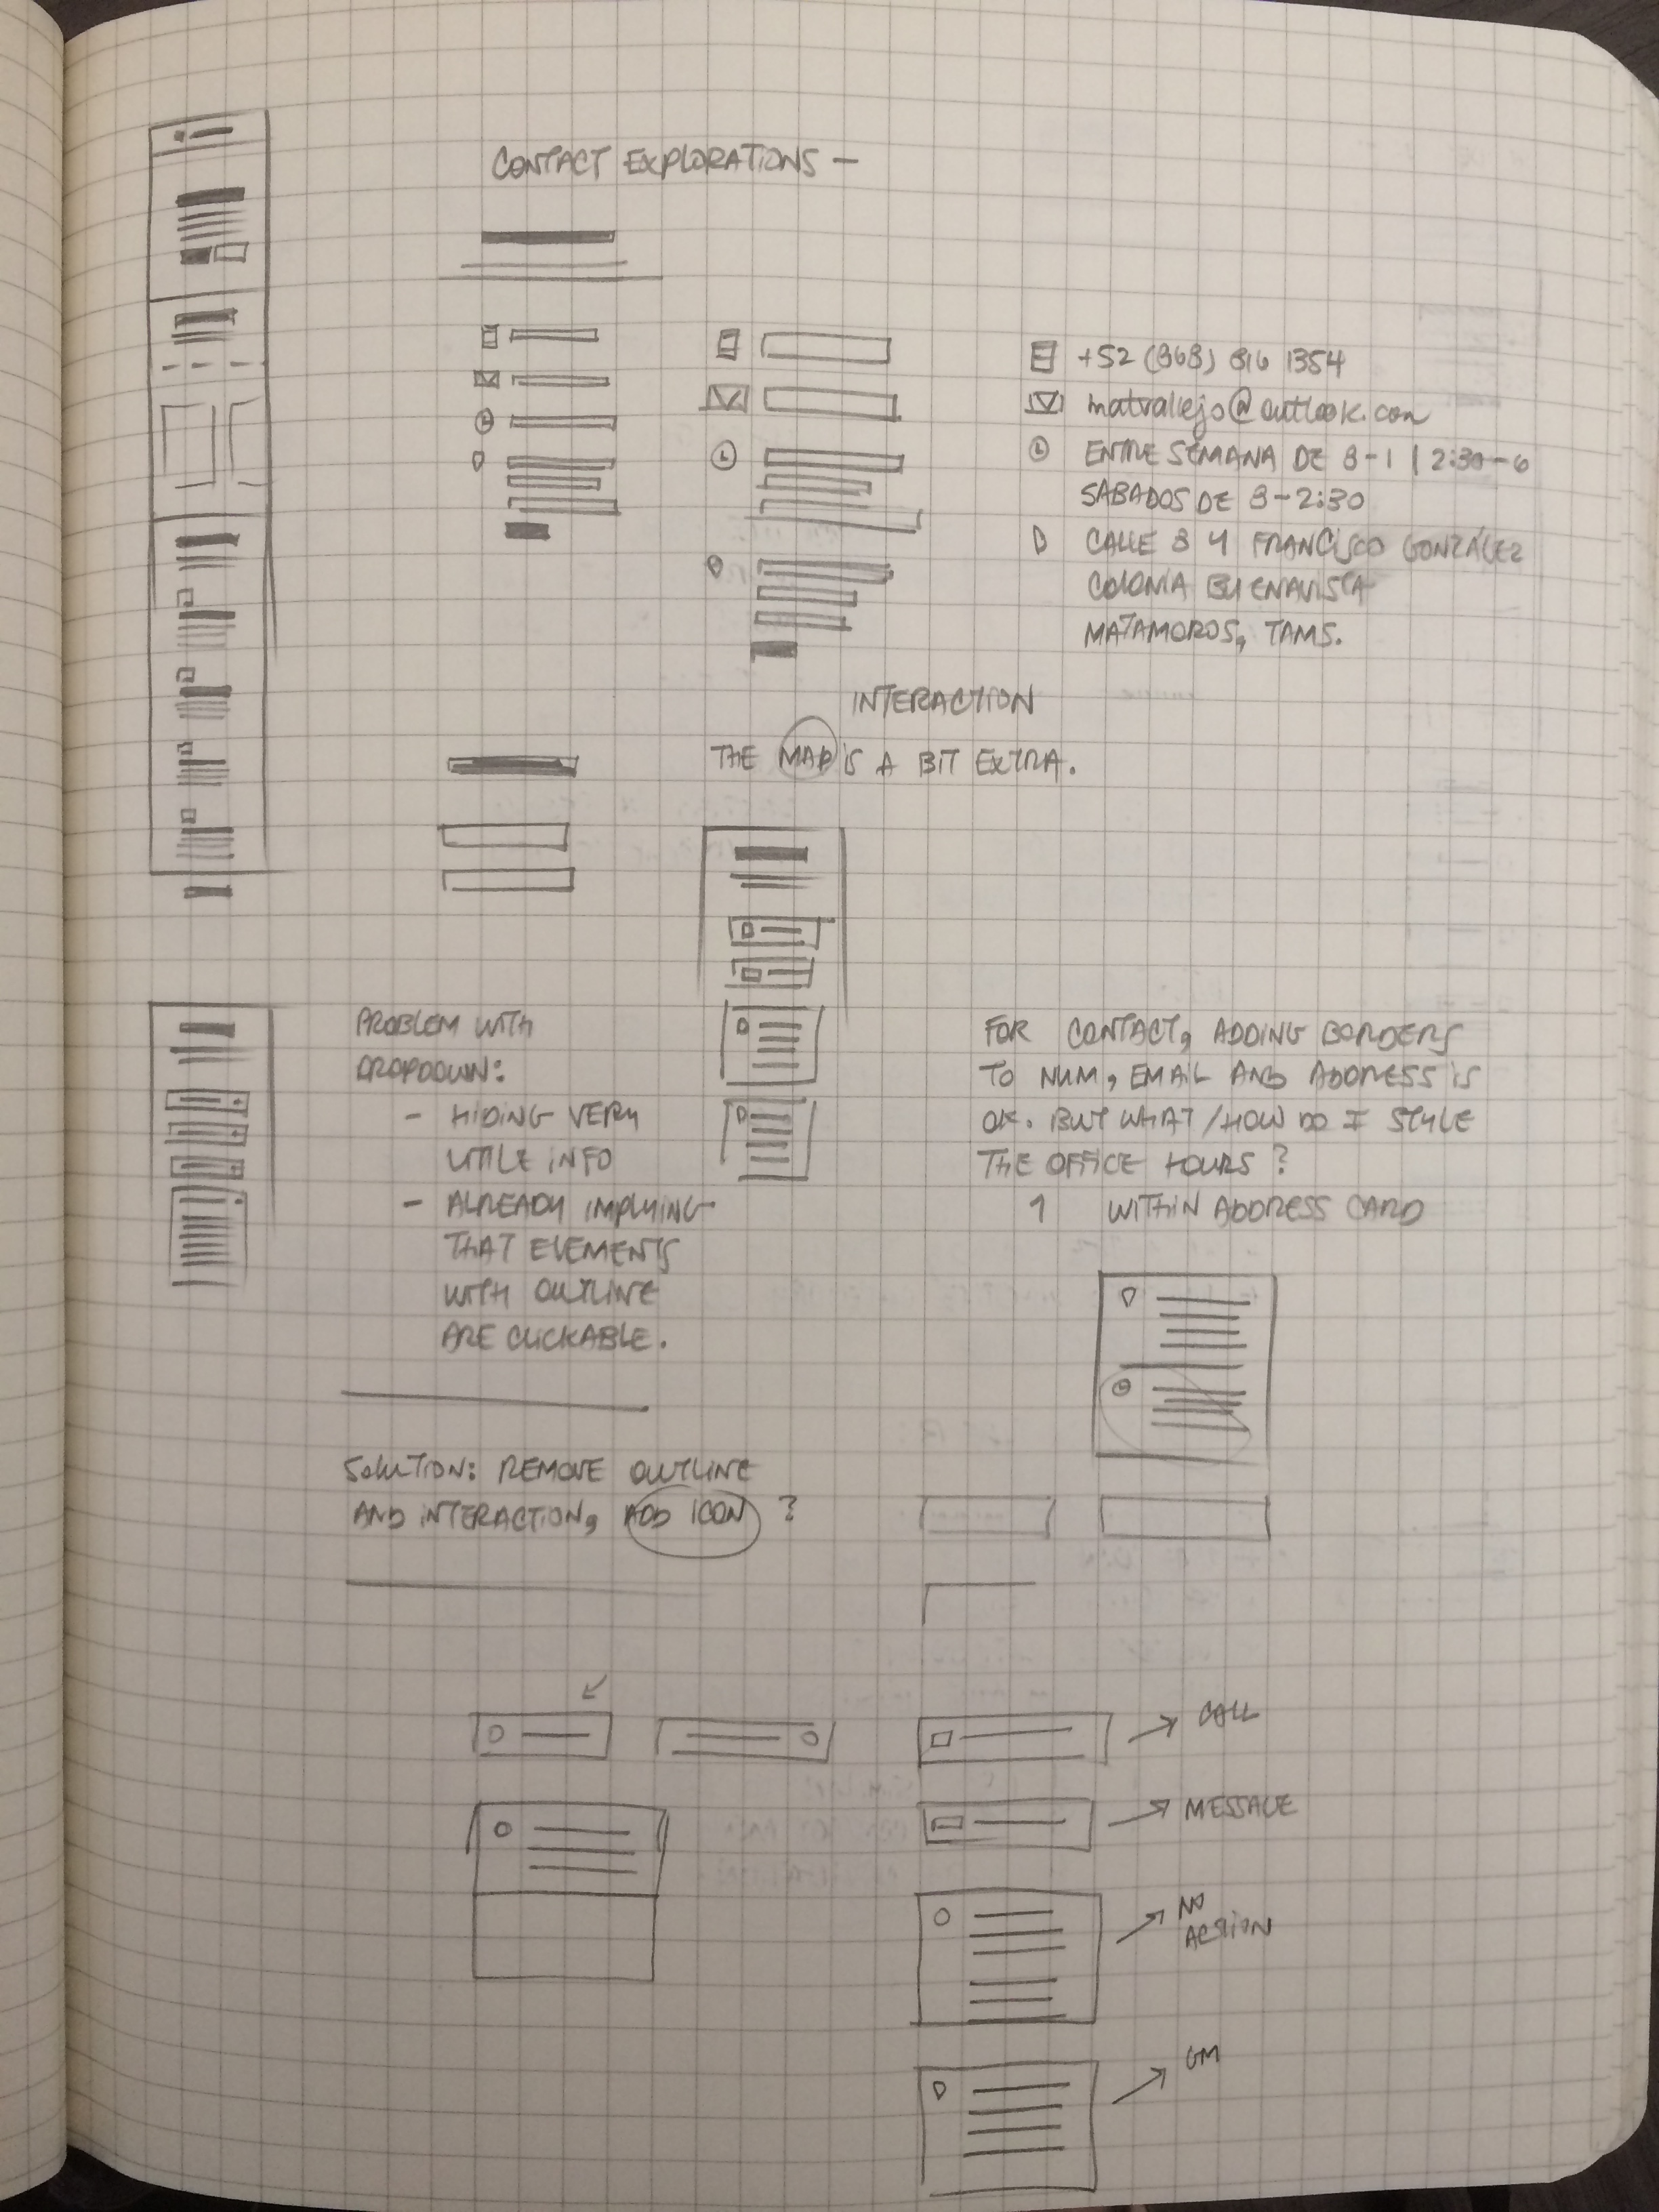 CONTACT EXPLORATIONS —
+52 (868) 816 1354
matvallejo@outlook.com
ENTRE SEMANA DE 8-1 | 2:30-6
SABADOS DE 8-2:30
CALLE 8 Y FRANCISCO GONZÁLEZ
COLONIA BUENAVISTA
MATAMOROS, TAMS.
INTERACTION
THE MAP IS A BIT EXTRA.
PROBLEM WITH
DROPDOWN:
- HIDING VERY
LITTLE INFO
- ALREADY IMPLYING
THAT ELEMENTS
WITH OUTLINE
ARE CLICKABLE.
FOR CONTACT, ADDING BORDERS
TO NUM, EMAIL AND ADDRESS IS
OK. BUT WHAT/HOW DO I STYLE
THE OFFICE HOURS?
1 WITHIN ADDRESS CARD
SOLUTION: REMOVE OUTLINE
AND INTERACTION, ADD ICON ?
CALL
MESSAGE
NO
ACTION
GM